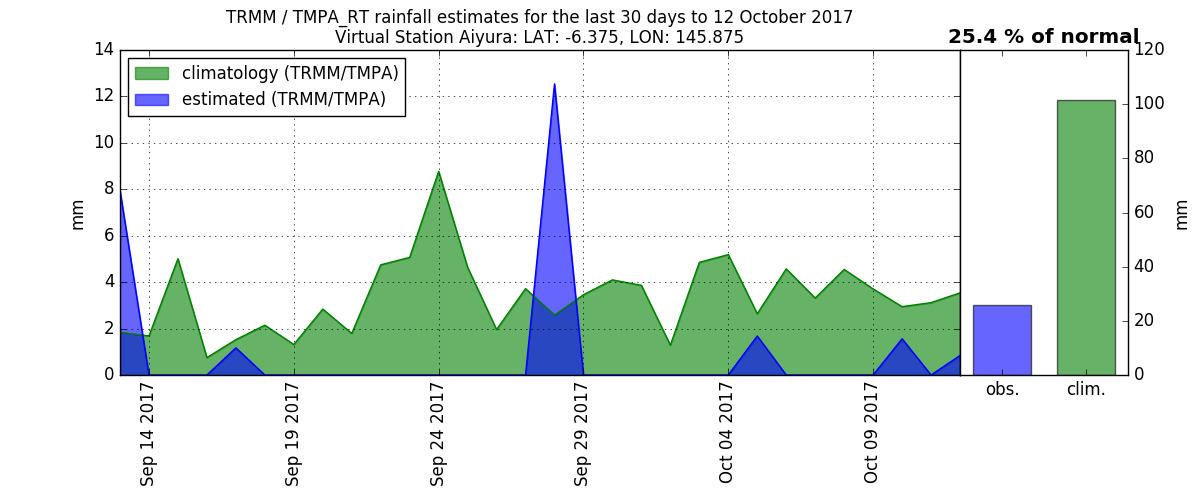 TRMM / TMPA_RT rainfall estimates for the last 30 days to 12 October 2017
Virtual Station Aiyura: LAT: -6.375, LON: 145.875
25.4 % of normal
climatology (TRMM/TMPA)
estimated (TRMM/TMPA)
mm
14
12
10
8
6
4
2
0
Sep 14 2017
Sep 19 2017
Sep 24 2017
Sep 29 2017
Oct 04 2017
Oct 09 2017
120
100
80
60
40
20
0
mm
obs.
clim.